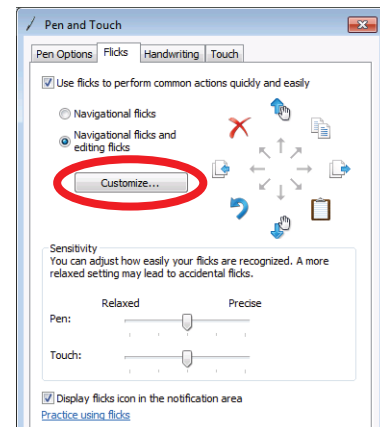 Pen and Touch
Pen Options Flicks Handwriting Touch
Use flicks to perform common actions quickly and easily
Navigational flicks
Navigational flicks and
editing flicks
Customize...
Sensitivity
You can adjust how easily your flicks are recognized. A more
relaxed setting may lead to accidental flicks.
Relaxed Precise
Pen:
Touch:
Display flicks icon in the notification area
Practice using flicks